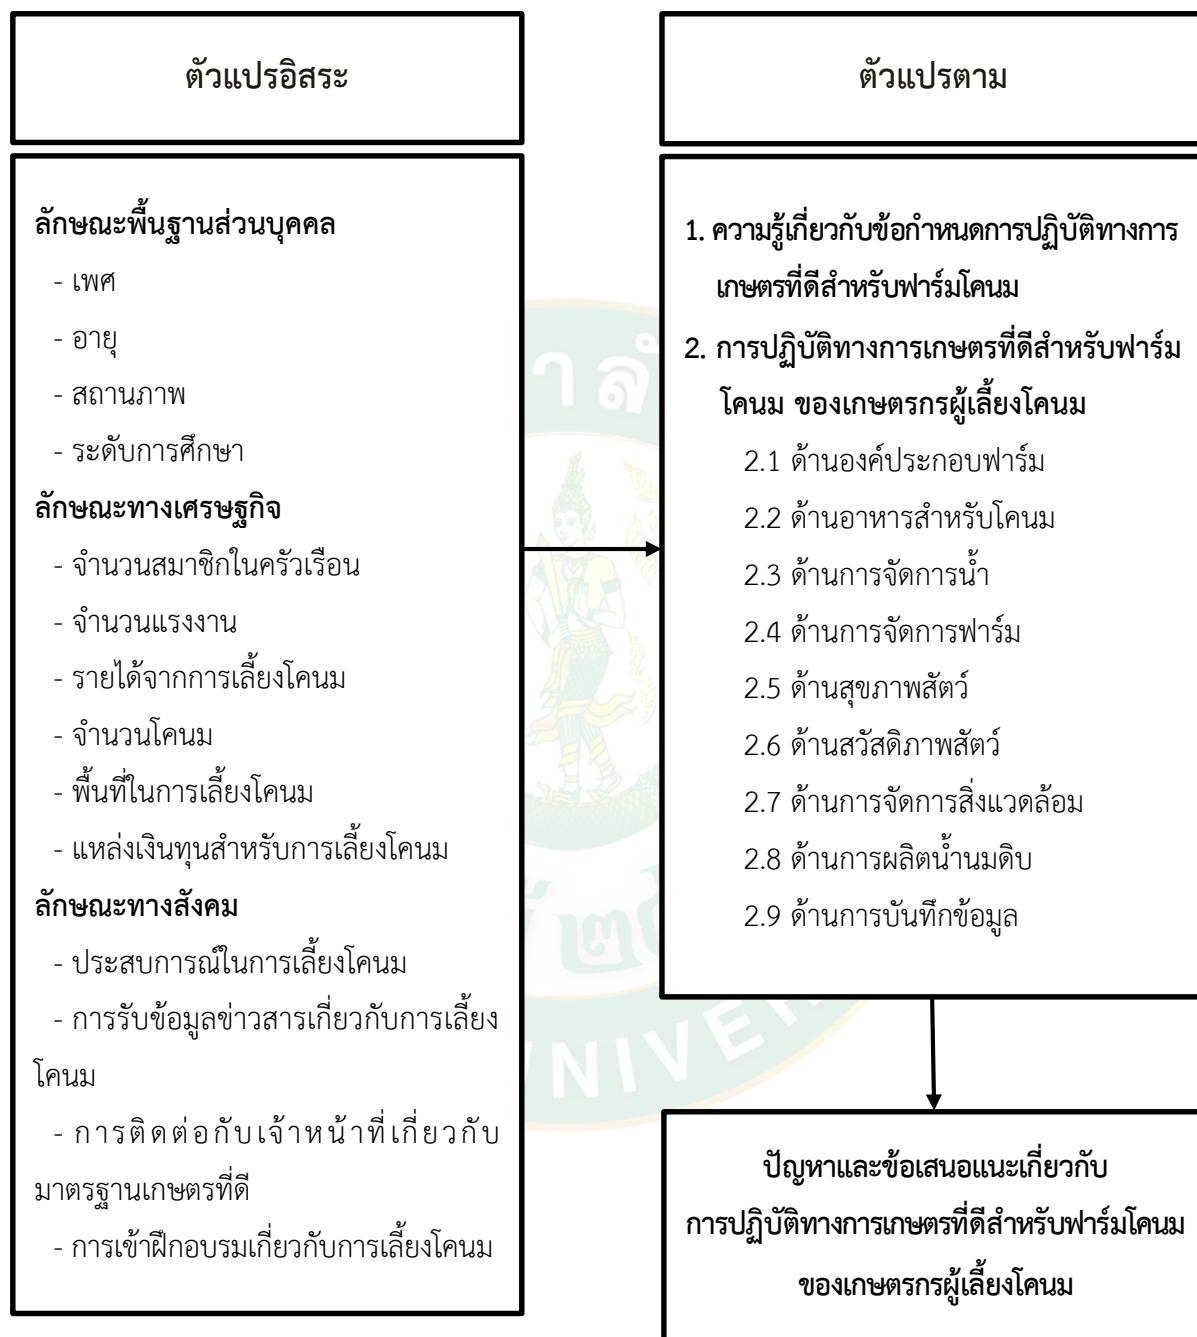 ตัวแปรอิสระ
ลักษณะพื้นฐานส่วนบุคคล
- เพศ
- อายุ
- สถานภาพ
- ระดับการศึกษา
ลักษณะทางเศรษฐกิจ
- จำนวนสมาชิกในครัวเรือน
- จำนวนแรงงาน
- รายได้จากการเลี้ยงโคนม
- จำนวนโคนม
- พื้นที่ในการเลี้ยงโคนม
- แหล่งเงินทุนสำหรับการเลี้ยงโคนม
ลักษณะทางสังคม
- ประสบการณ์ในการเลี้ยงโคนม
- การรับข้อมูลข่าวสารเกี่ยวกับการเลี้ยง
โคนม
- การติดต่อกับเจ้าหน้าที่เกี่ยวกับ
มาตรฐานเกษตรที่ดี
- การเข้าฝึกอบรมเกี่ยวกับการเลี้ยงโคนม
ตัวแปรตาม
1. ความรู้เกี่ยวกับข้อกำหนดการปฏิบัติทางการ
เกษตรที่ดีสำหรับฟาร์มโคนม
2. การปฏิบัติทางการเกษตรที่ดีสำหรับฟาร์ม
โคนม ของเกษตรกรผู้เลี้ยงโคนม
2.1 ด้านองค์ประกอบฟาร์ม
2.2 ด้านอาหารสำหรับโคนม
2.3 ด้านการจัดการน้ำ
2.4 ด้านการจัดการฟาร์ม
2.5 ด้านสุขภาพสัตว์
2.6 ด้านสวัสดิภาพสัตว์
2.7 ด้านการจัดการสิ่งแวดล้อม
2.8 ด้านการผลิตน้ำนมดิบ
2.9 ด้านการบันทึกข้อมูล
ปัญหาและข้อเสนอแนะเกี่ยวกับ
การปฏิบัติทางการเกษตรที่ดีสำหรับฟาร์มโคนม
ของเกษตรกรผู้เลี้ยงโคนม